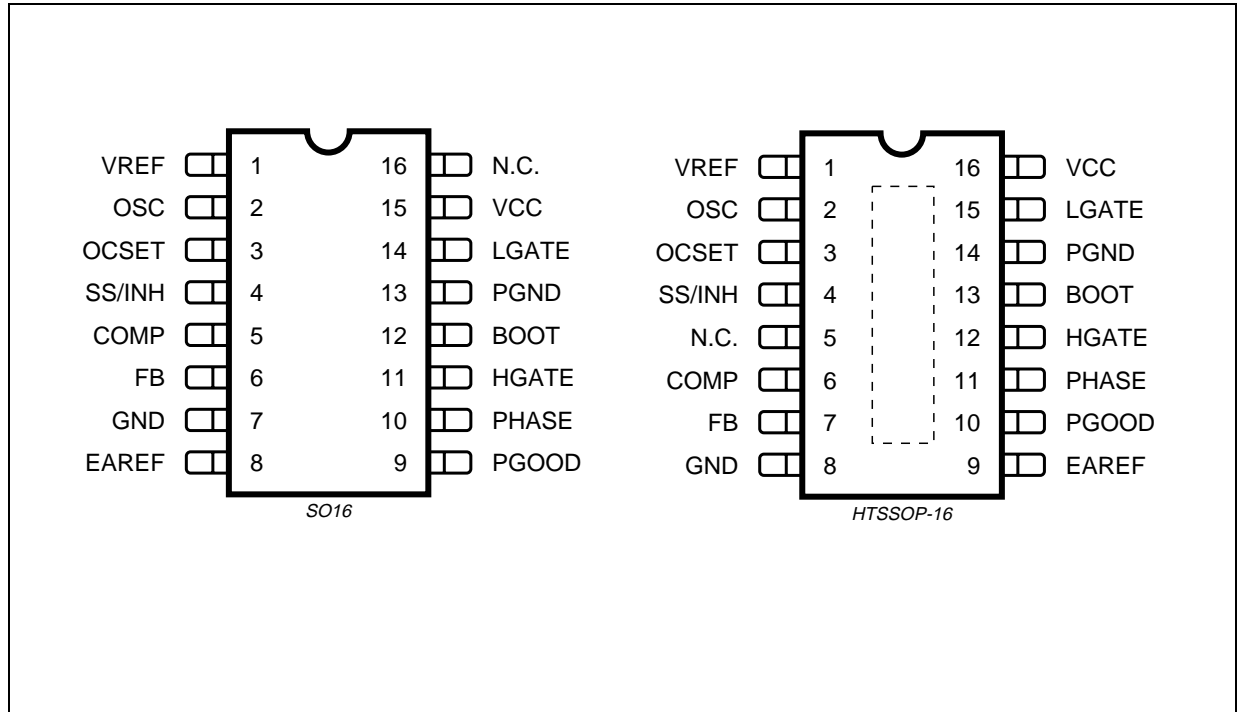 VREF 1 16 N.C.
OSC 2 15 VCC
OCSET 3 14 LGATE
SS/INH 4 13 PGND
COMP 5 12 BOOT
FB 6 11 HGATE
GND 7 10 PHASE
EAREF 8 9 PGOOD
SO16
VREF 1 16 VCC
OSC 2 15 LGATE
OCSET 3 14 PGND
SS/INH 4 13 BOOT
N.C. 5 12 HGATE
COMP 6 11 PHASE
FB 7 10 PGOOD
GND 8 9 EAREF
HTSSOP-16